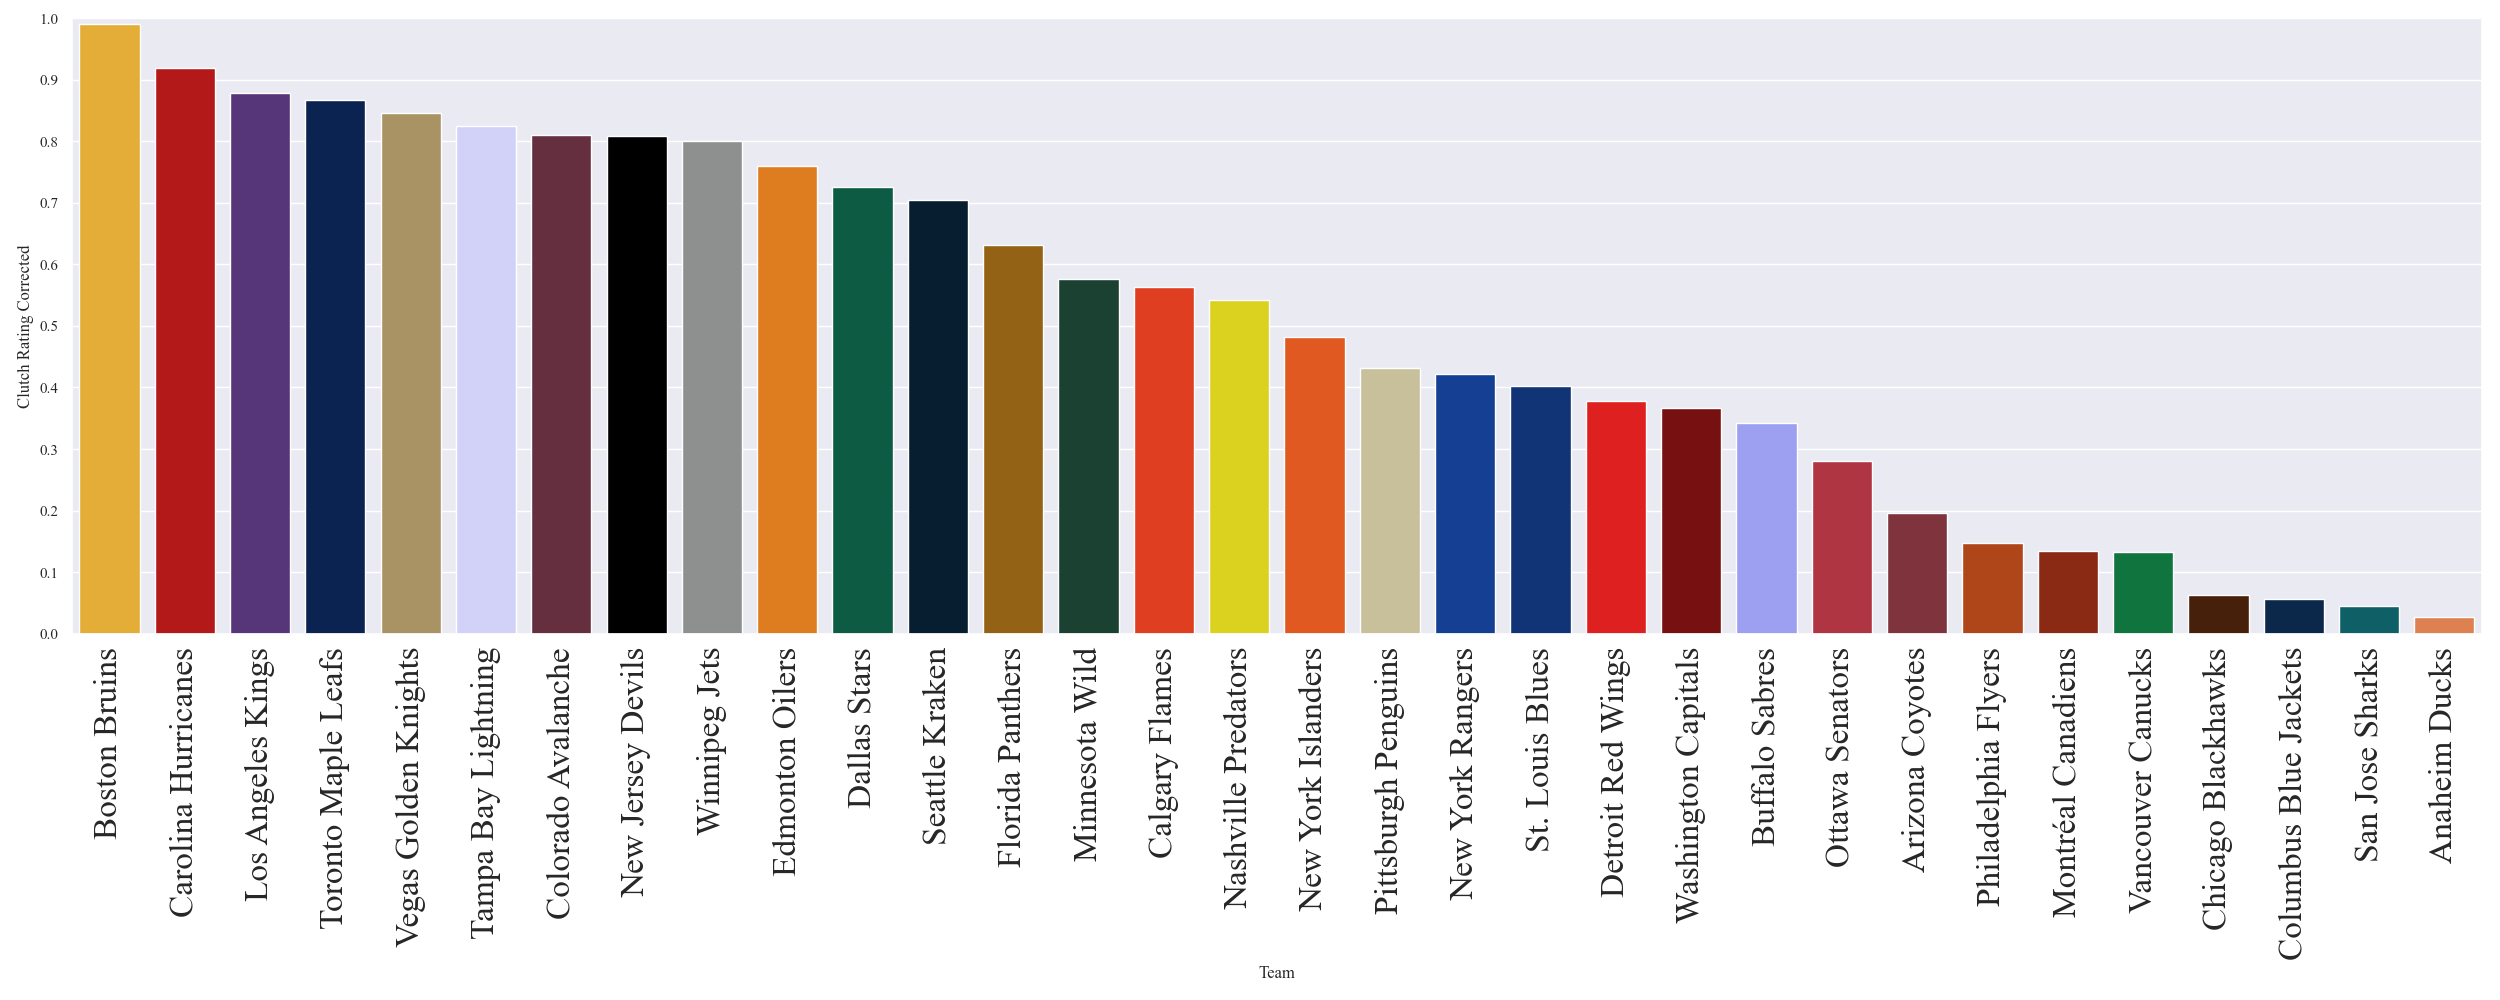 1.0
0.9
0.8
0.7
0.6
0.5
0.4
0.3
0.2
0.1
0.0
Clutch Rating Corrected
Boston Bruins
Carolina Hurricanes
Los Angeles Kings
Toronto Maple Leafs
Vegas Golden Knights
Tampa Bay Lightning
Colorado Avalanche
New Jersey Devils
Winnipeg Jets
Edmonton Oilers
Dallas Stars
Seattle Kraken
Florida Panthers
Minnesota Wild
Calgary Flames
Nashville Predators
New York Islanders
Pittsburgh Penguins
New York Rangers
St. Louis Blues
Detroit Red Wings
Washington Capitals
Buffalo Sabres
Ottawa Senators
Arizona Coyotes
Philadelphia Flyers
Montréal Canadiens
Vancouver Canucks
Chicago Blackhawks
Columbus Blue Jackets
San Jose Sharks
Anaheim Ducks
Team